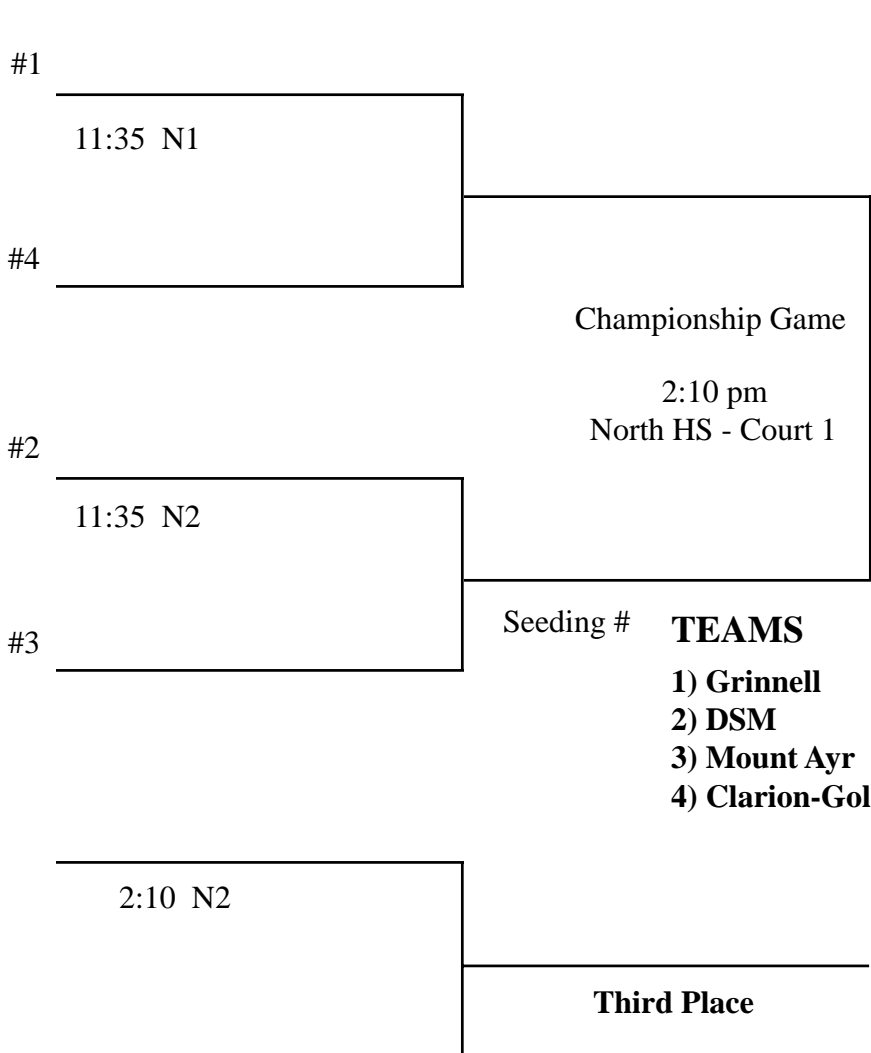 #1
11:35 N1
#4
Championship Game
2:10 pm
North HS - Court 1
#2
11:35 N2
Seeding # TEAMS
#3
1) Grinnell
2) DSM
3) Mount Ayr
4) Clarion-Gol
2:10 N2
Third Place